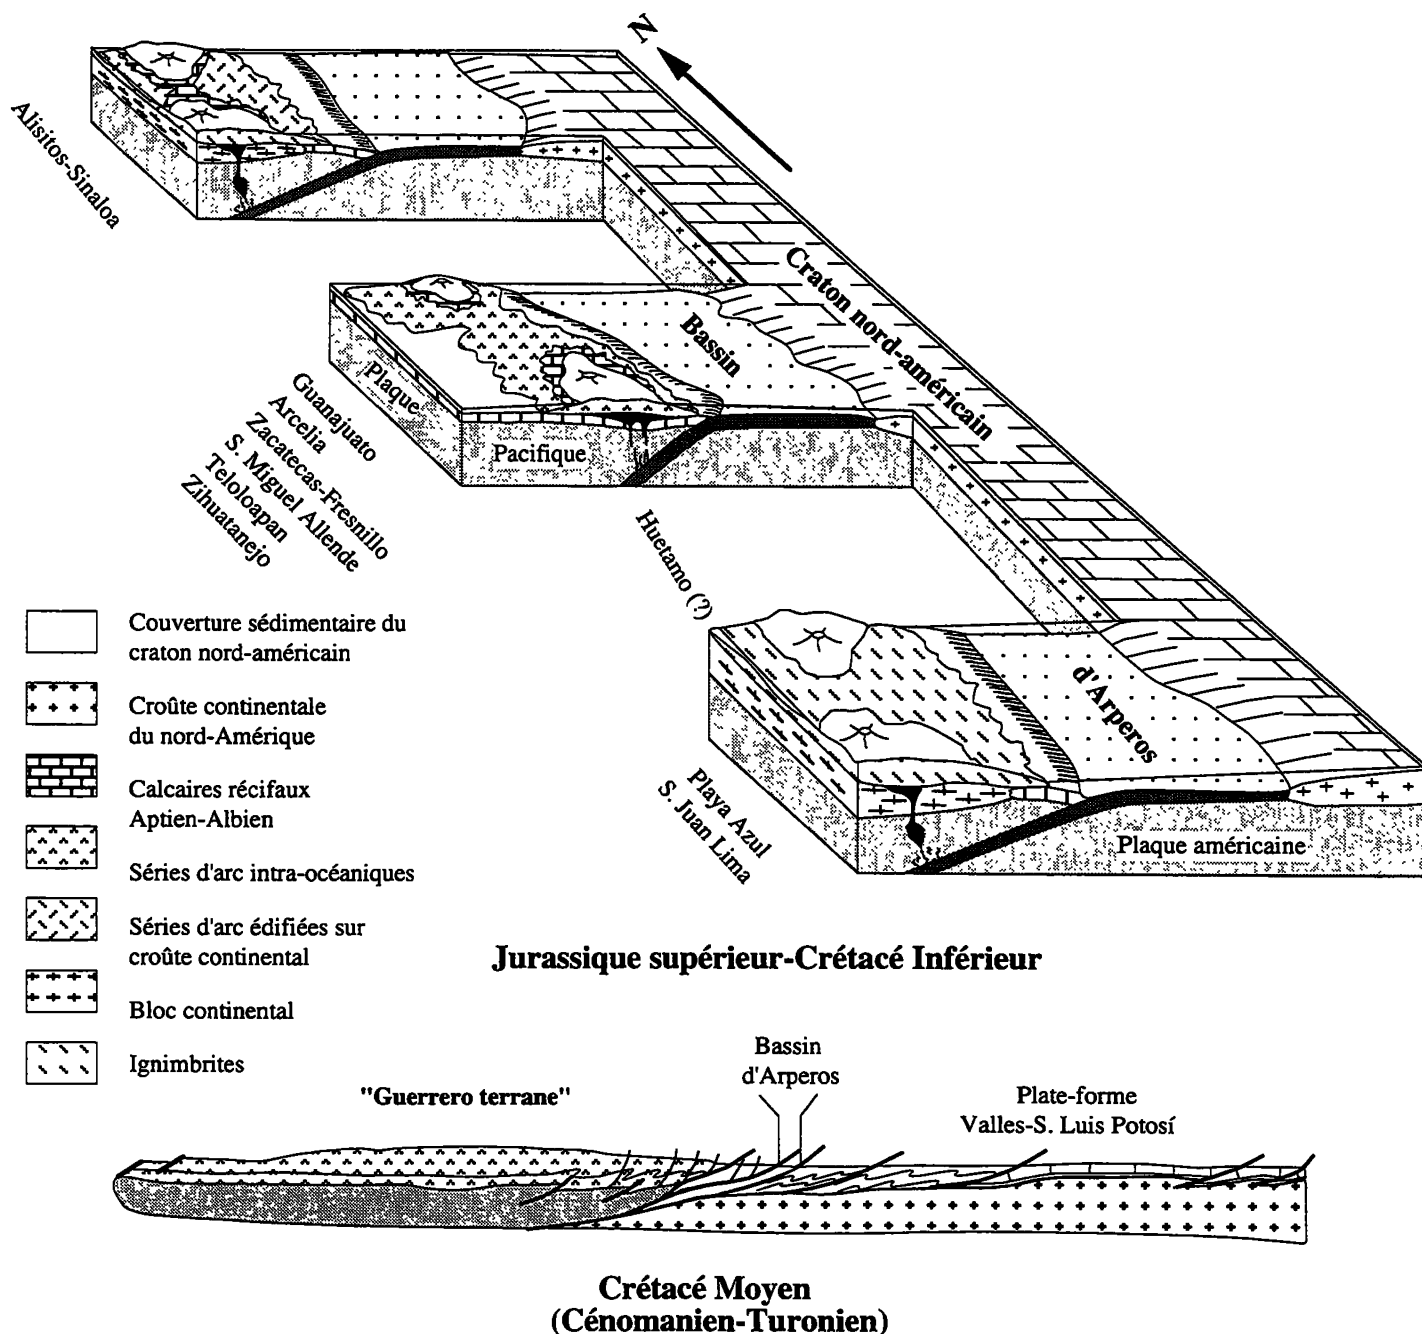 N
Alisitos-Sinaloa
Craton nord-américain
Bassin
Plaque
Pacifique
Guanajuato
Arcelia
Zacatecas-Fresnillo
S. Miguel Allende
Teloloapan
Zihuatanejo
Huetamo (?)
d'Arperos
Playa Azul
S. Juan Lima
Plaque américaine
Couverture sédimentaire du
craton nord-américain
Croûte continentale
du nord-Amérique
Calcaires récifaux
Aptien-Albien
Séries d'arc intra-océaniques
Séries d'arc édifiées sur
croûte continental
Bloc continental
Ignimbrites
Jurassique supérieur-Crétacé Inférieur
"Guerrero terrane"
Bassin
d'Arperos
Plate-forme
Valles-S. Luis Potosí
Crétacé Moyen
(Cénomanien-Turonien)